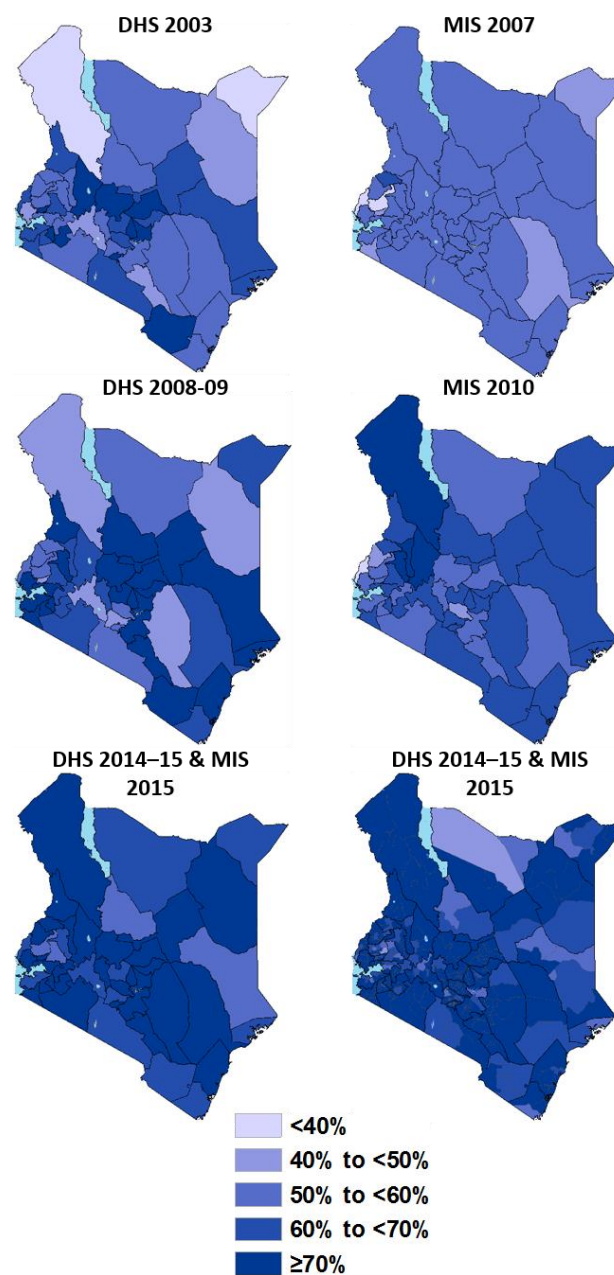 DHS 2003
MIS 2007
DHS 2008-09
MIS 2010
DHS 2014–15 & MIS
2015
DHS 2014–15 & MIS
2015
<40%
40% to <50%
50% to <60%
60% to <70%
≥70%